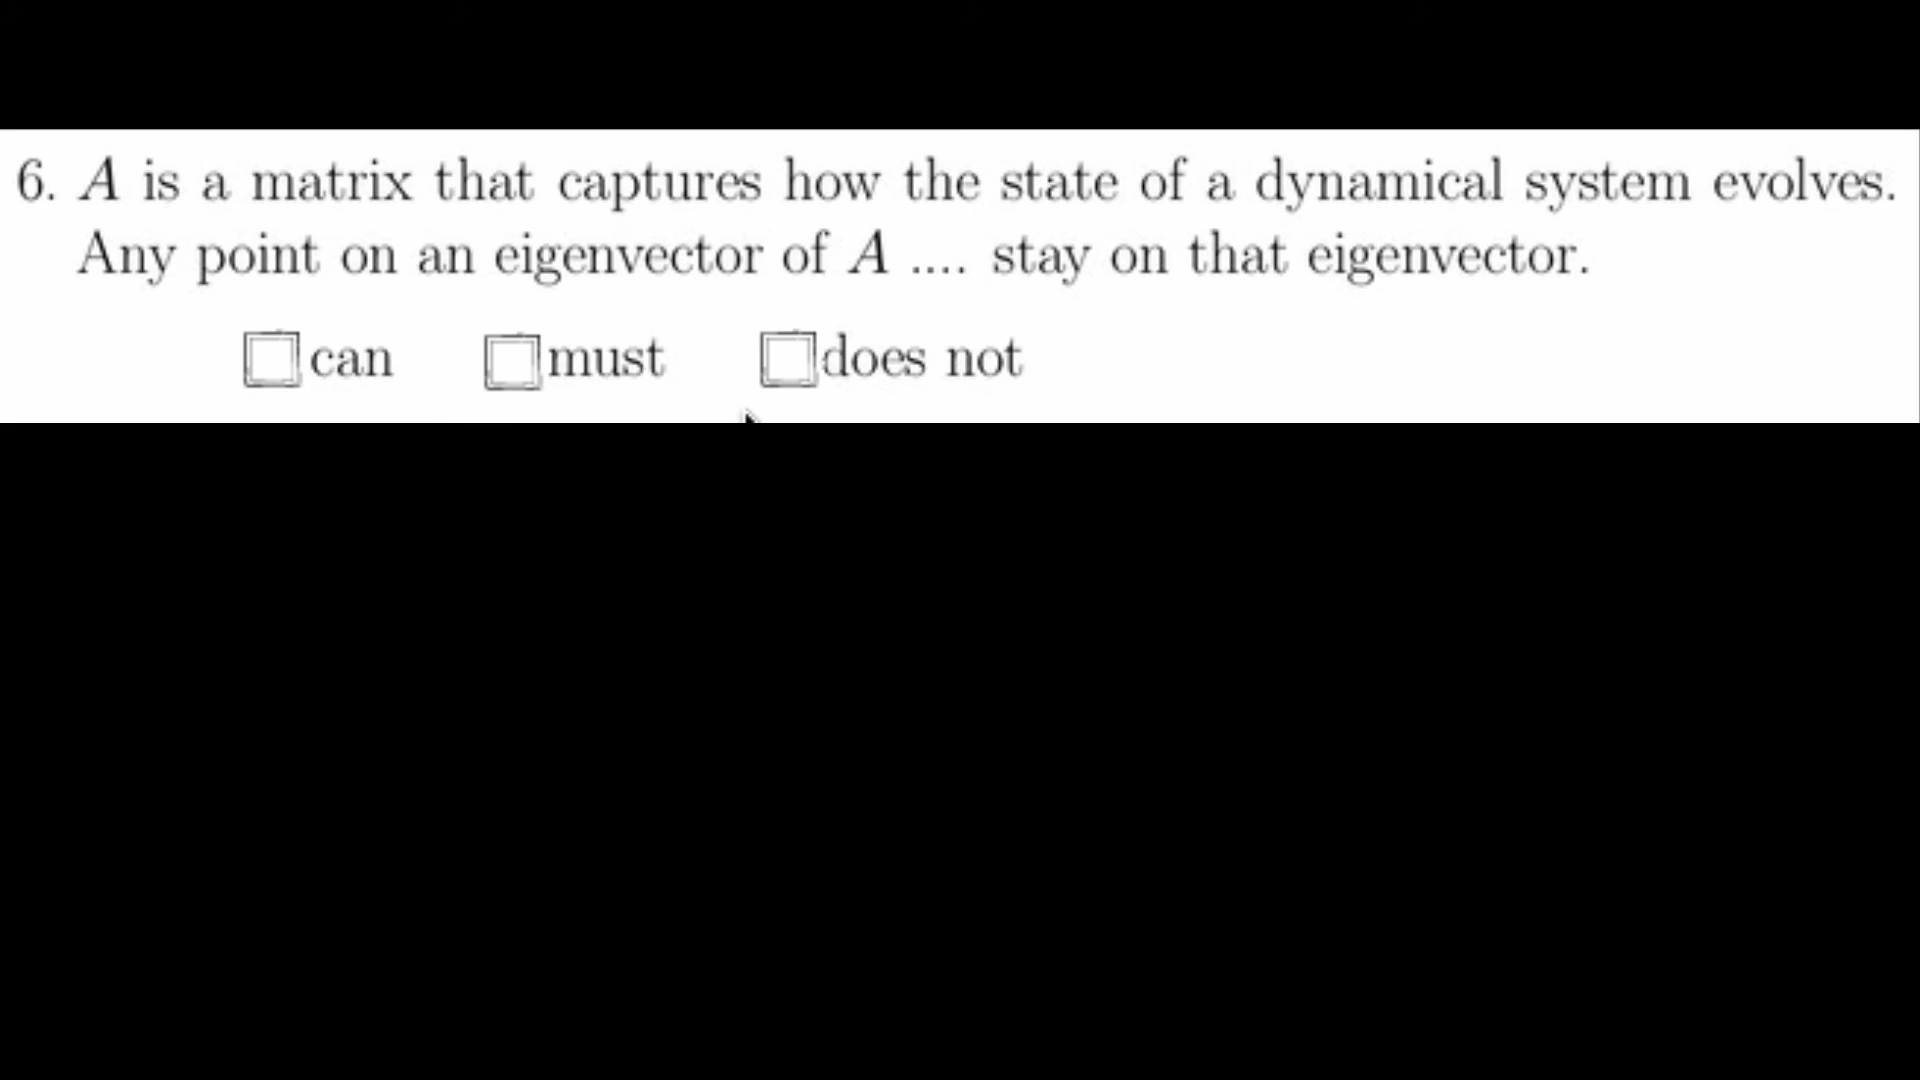 6. A is a matrix that captures how the state of a dynamical system evolves.
Any point on an eigenvector of A .... stay on that eigenvector.
can must does not